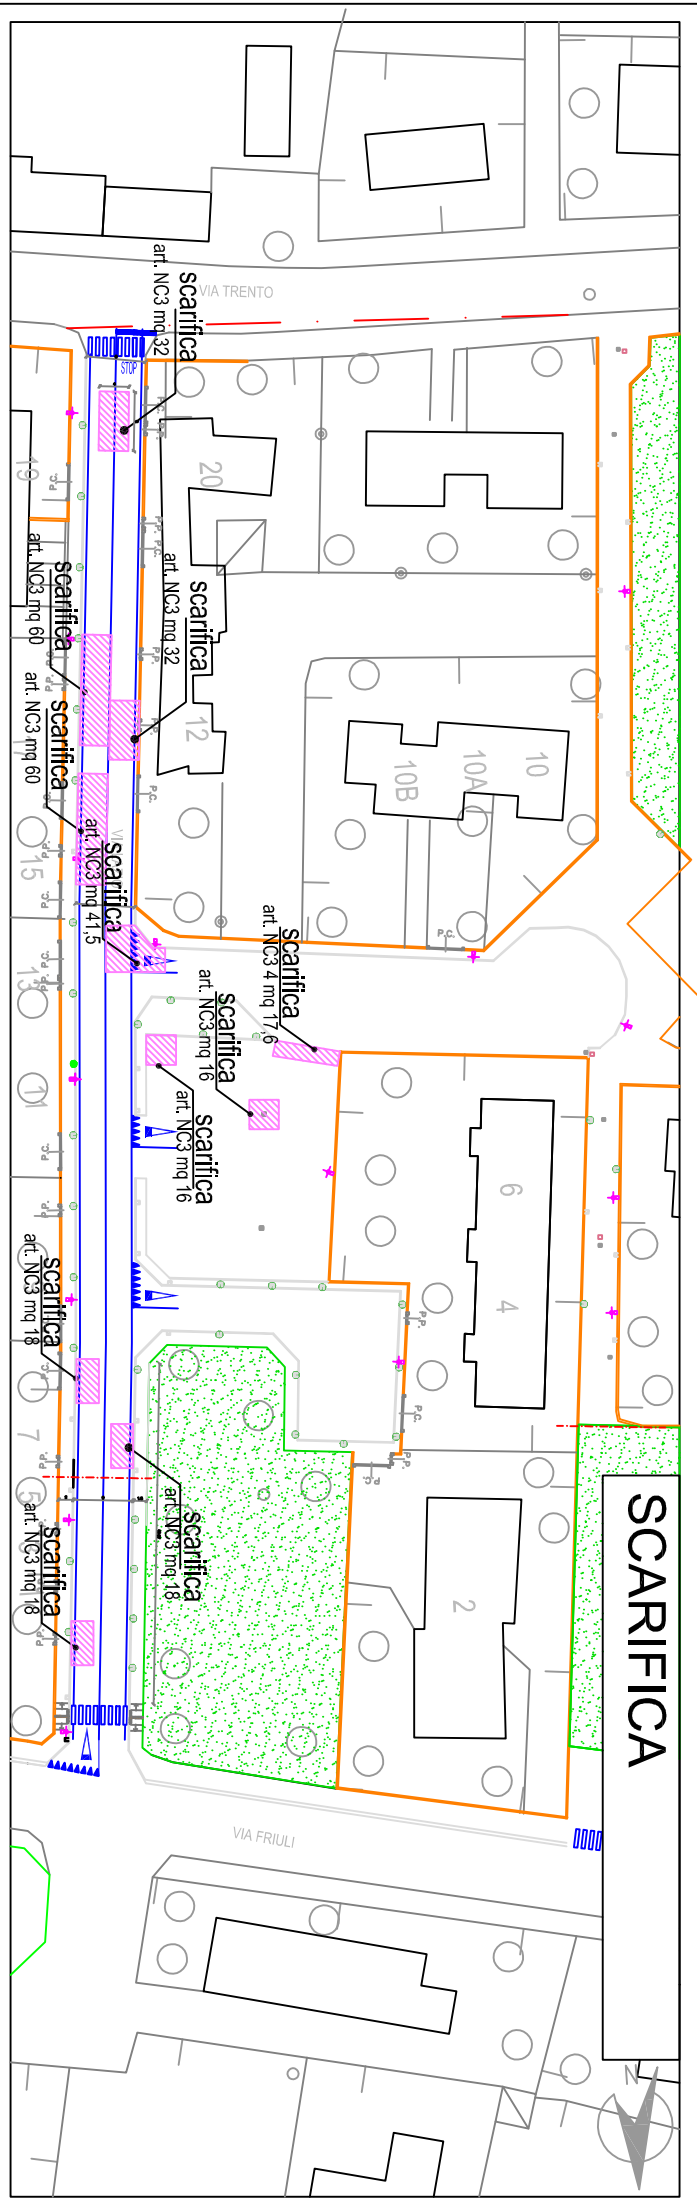 SCARIFICA
N
VIA TRENTO
STOP
scarifica
art. NC3 mq 32
P.C.
19
20
P.C.
P.P.
P.C.
scarifica
art. NC3 mq 60
scarifica
art. NC3 mq 32
P.P.
P.C.
P.P.
P.P.
12
10
10A
10B
scarifica
art. NC3 mq 60
P.C.
P.C.
15
P.P.
scarifica
art. NC3 mq 41,5
P.C.
13
P.C.
P.C.
scarifica
art. NC3 4 mq 17,6
scarifica
art. NC3 mq 16
scarifica
art. NC3 mq 16
11
P.C.
P.P.
6
4
scarifica
art. NC3 mq 18
P.P.
P.C.
P.C.
7
P.P.
P.P.
P.C.
5
scarifica
art. NC3 mq 18
scarifica
art. NC3 mq 18
P.P.
2
VIA FRIULI